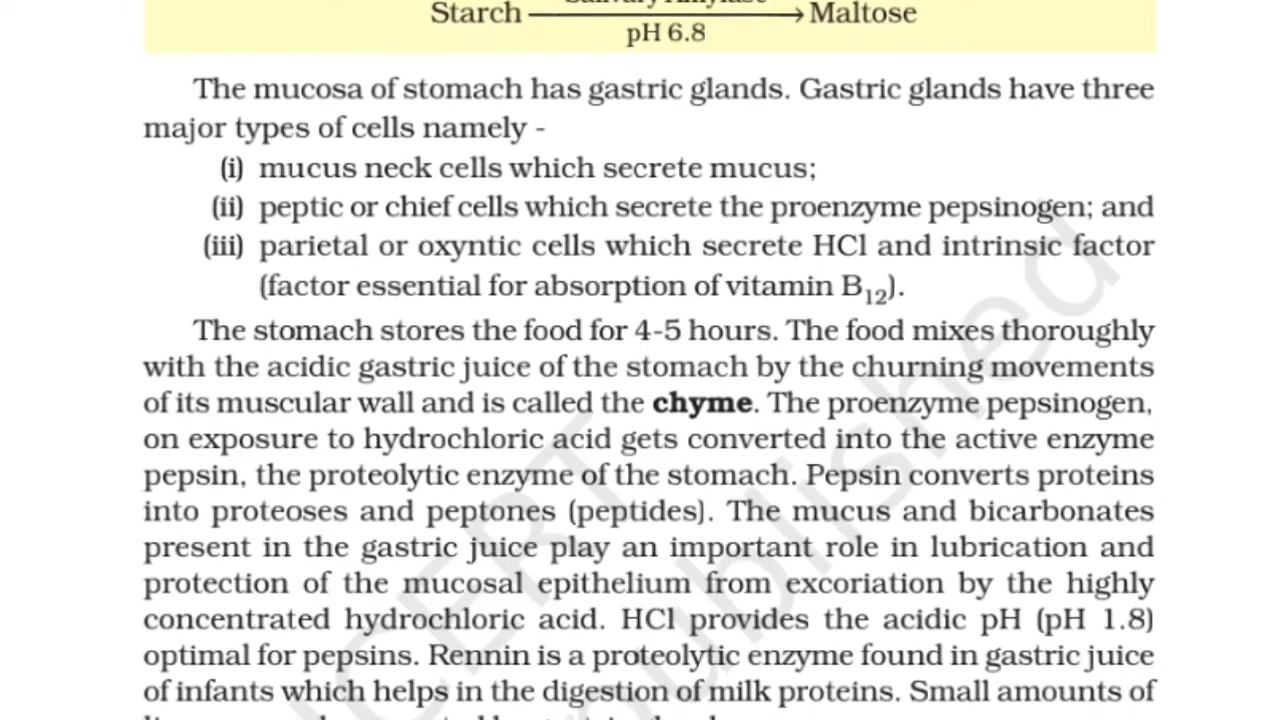 Starch → Maltose
pH 6.8
The mucosa of stomach has gastric glands. Gastric glands have three
major types of cells namely -
(i) mucus neck cells which secrete mucus;
(ii) peptic or chief cells which secrete the proenzyme pepsinogen; and
(iii) parietal or oxyntic cells which secrete HCl and intrinsic factor
(factor essential for absorption of vitamin B₁₂).
The stomach stores the food for 4-5 hours. The food mixes thoroughly
with the acidic gastric juice of the stomach by the churning movements
of its muscular wall and is called the chyme. The proenzyme pepsinogen,
on exposure to hydrochloric acid gets converted into the active enzyme
pepsin, the proteolytic enzyme of the stomach. Pepsin converts proteins
into proteoses and peptones (peptides). The mucus and bicarbonates
present in the gastric juice play an important role in lubrication and
protection of the mucosal epithelium from excoriation by the highly
concentrated hydrochloric acid. HCl provides the acidic pH (pH 1.8)
optimal for pepsins. Rennin is a proteolytic enzyme found in gastric juice
of infants which helps in the digestion of milk proteins. Small amounts of